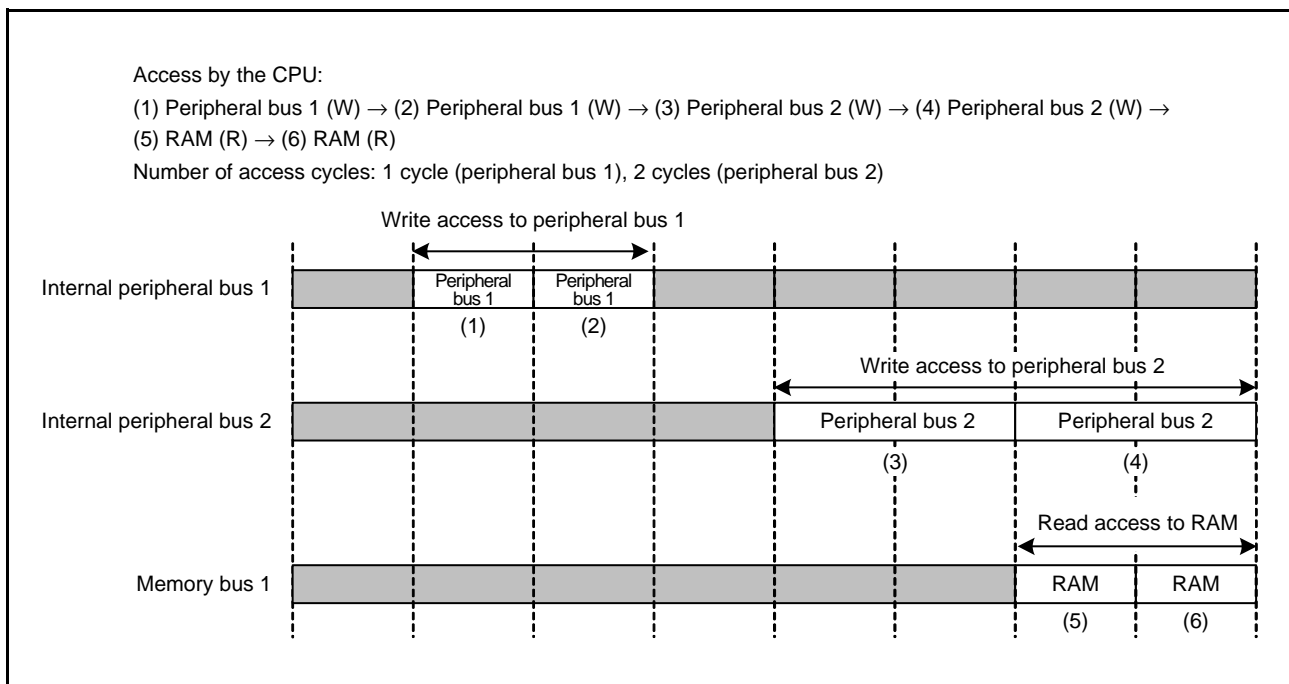 Access by the CPU:
(1) Peripheral bus 1 (W) → (2) Peripheral bus 1 (W) → (3) Peripheral bus 2 (W) → (4) Peripheral bus 2 (W) →
(5) RAM (R) → (6) RAM (R)
Number of access cycles: 1 cycle (peripheral bus 1), 2 cycles (peripheral bus 2)
Write access to peripheral bus 1
Internal peripheral bus 1
Peripheral
bus 1
Peripheral
bus 1
(1)
(2)
Write access to peripheral bus 2
Internal peripheral bus 2
Peripheral bus 2
Peripheral bus 2
(3)
(4)
Read access to RAM
Memory bus 1
RAM
RAM
(5)
(6)